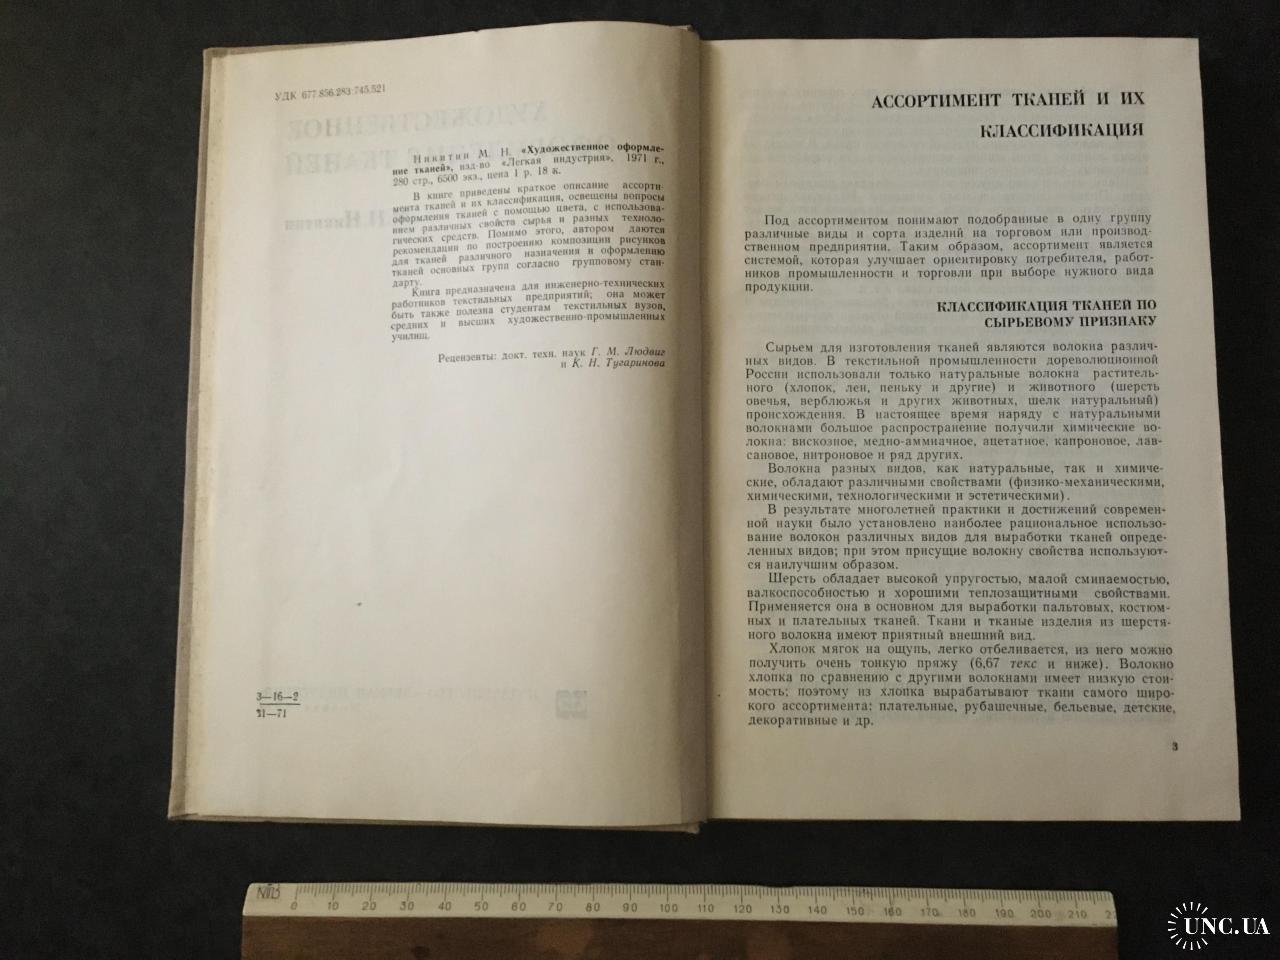 УДК 677.856.283:745.521
Никитин М. Н. «Художественное оформле-
ние тканей», изд-во «Легкая индустрия», 1971 г.,
280 стр., 6500 экз., цена 1 р. 18 к.
В книге приведены краткое описание ассорти-
мента тканей и их классификация, освещены вопросы
оформления тканей с помощью цвета, с использова-
нием различных свойств сырья и разных техноло-
гических средств. Помимо этого, автором даются
рекомендации по построению композиции рисунков
для тканей различного назначения и оформлению
тканей основных групп согласно групповому стан-
дарту.
Книга предназначена для инженерно-технических
работников текстильных предприятий; она может
быть также полезна студентам текстильных вузов,
средних и высших художественно-промышленных
училищ.
Рецензенты: докт. техн. наук Г. М. Людвиг
и К. Н. Тугаринова
3—16—2
31—71
АССОРТИМЕНТ ТКАНЕЙ И ИХ
КЛАССИФИКАЦИЯ
Под ассортиментом понимают подобранные в одну группу
различные виды и сорта изделий на торговом или производ-
ственном предприятии. Таким образом, ассортимент является
системой, которая улучшает ориентировку потребителя, работ-
ников промышленности и торговли при выборе нужного вида
продукции.
КЛАССИФИКАЦИЯ ТКАНЕЙ ПО
СЫРЬЕВОМУ ПРИЗНАКУ
Сырьем для изготовления тканей являются волокна различ-
ных видов. В текстильной промышленности дореволюционной
России использовали только натуральные волокна раститель-
ного (хлопок, лен, пеньку и другие) и животного (шерсть
овечья, верблюжья и других животных, шелк натуральный)
происхождения. В настоящее время наряду с натуральными
волокнами большое распространение получили химические во-
локна: вискозное, медно-аммиачное, ацетатное, капроновое, лав-
сановое, нитроновое и ряд других.
Волокна разных видов, как натуральные, так и химиче-
ские, обладают различными свойствами (физико-механическими,
химическими, технологическими и эстетическими).
В результате многолетней практики и достижений современ-
ной науки было установлено наиболее рациональное использо-
вание волокон различных видов для выработки тканей опреде-
ленных видов; при этом присущие волокну свойства используют-
ся наилучшим образом.
Шерсть обладает высокой упругостью, малой сминаемостью,
валкоспособностью и хорошими теплозащитными свойствами.
Применяется она в основном для выработки пальтовых, костюм-
ных и плательных тканей. Ткани и тканые изделия из шерстя-
ного волокна имеют приятный внешний вид.
Хлопок мягок на ощупь, легко отбеливается, из него можно
получить очень тонкую пряжу (6,67 текс и ниже). Волокно
хлопка по сравнению с другими волокнами имеет низкую стои-
мость; поэтому из хлопка вырабатывают ткани самого широ-
кого ассортимента: плательные, рубашечные, бельевые, детские,
декоративные и др.
3
0 10 20 30 40 50 60 70 80 90 100 110 120 130 140 150 160 170 180 190 200 210
UNC.UA